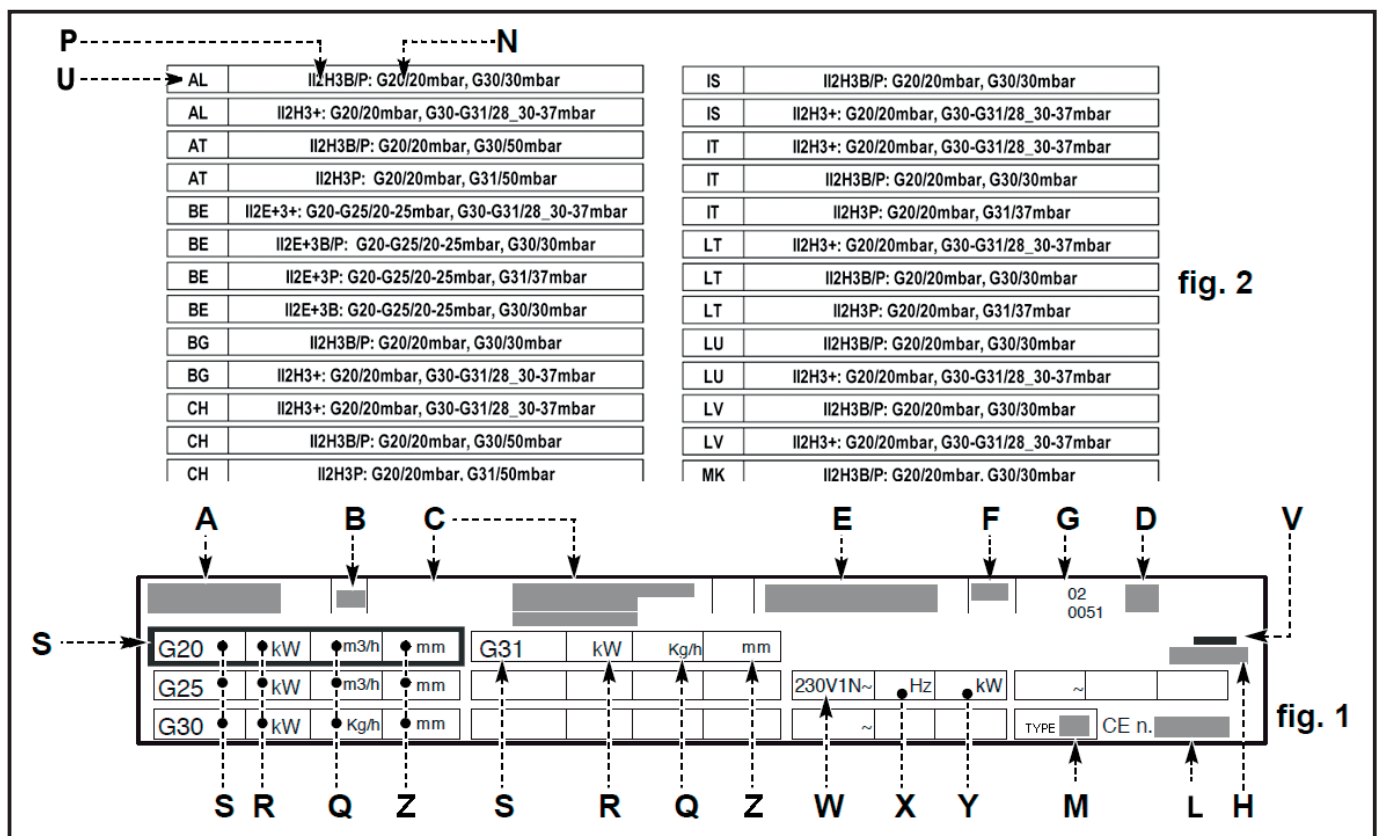 P N
U AL II2H3B/P: G20/20mbar, G30/30mbar
AL II2H3+: G20/20mbar, G30-G31/28_30-37mbar
AT II2H3B/P: G20/20mbar, G30/50mbar
AT II2H3P: G20/20mbar, G31/50mbar
BE II2E+3+: G20-G25/20-25mbar, G30-G31/28_30-37mbar
BE II2E+3B/P: G20-G25/20-25mbar, G30/30mbar
BE II2E+3P: G20-G25/20-25mbar, G31/37mbar
BE II2E+3B: G20-G25/20-25mbar, G30/30mbar
BG II2H3B/P: G20/20mbar, G30/30mbar
BG II2H3+: G20/20mbar, G30-G31/28_30-37mbar
CH II2H3+: G20/20mbar, G30-G31/28_30-37mbar
CH II2H3B/P: G20/20mbar, G30/50mbar
CH II2H3P: G20/20mbar, G31/50mbar
IS II2H3B/P: G20/20mbar, G30/30mbar
IS II2H3+: G20/20mbar, G30-G31/28_30-37mbar
IT II2H3+: G20/20mbar, G30-G31/28_30-37mbar
IT II2H3B/P: G20/20mbar, G30/30mbar
IT II2H3P: G20/20mbar, G31/37mbar
LT II2H3+: G20/20mbar, G30-G31/28_30-37mbar
LT II2H3B/P: G20/20mbar, G30/30mbar
LT II2H3P: G20/20mbar, G31/37mbar
LU II2H3B/P: G20/20mbar, G30/30mbar
LU II2H3+: G20/20mbar, G30-G31/28_30-37mbar
LV II2H3B/P: G20/20mbar, G30/30mbar
LV II2H3+: G20/20mbar, G30-G31/28_30-37mbar
MK II2H3B/P: G20/20mbar, G30/30mbar
fig. 2
A B C E F G D V
02
0051
S G20 kW m3/h mm G31 kW Kg/h mm
G25 kW m3/h mm 230V1N~ Hz kW ~
G30 kW Kg/h mm ~ TYPE CE n.
fig. 1
S R Q Z S R Q Z W X Y M L H